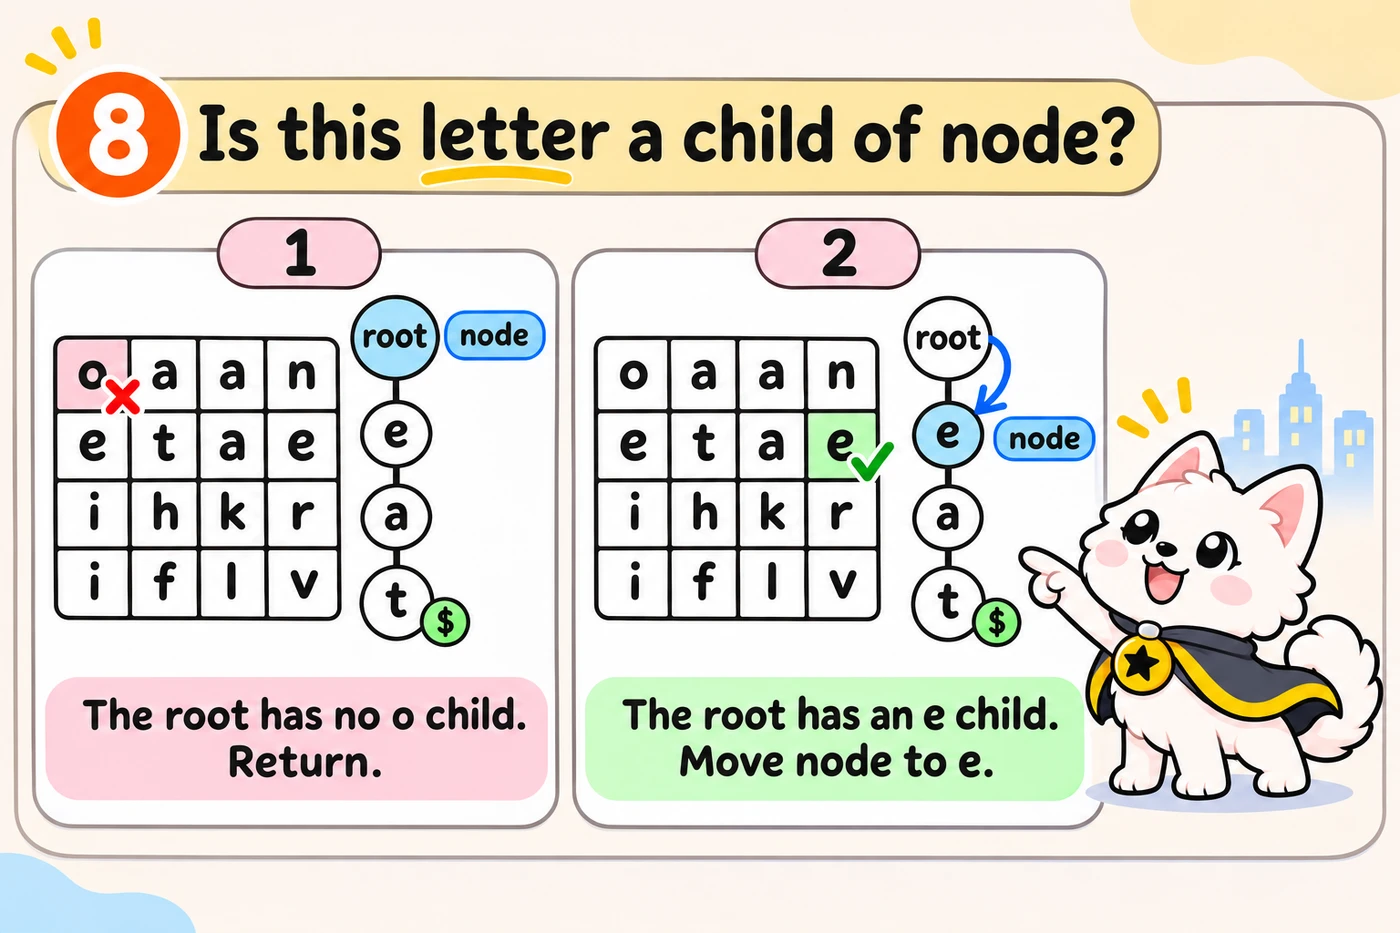 8 Is this letter a child of node?
1
o a a n
e t a e
i h k r
i f l v
root node
e
a
t $
The root has no o child.
Return.
2
o a a n
e t a e
i h k r
i f l v
root
e node
a
t $
The root has an e child.
Move node to e.